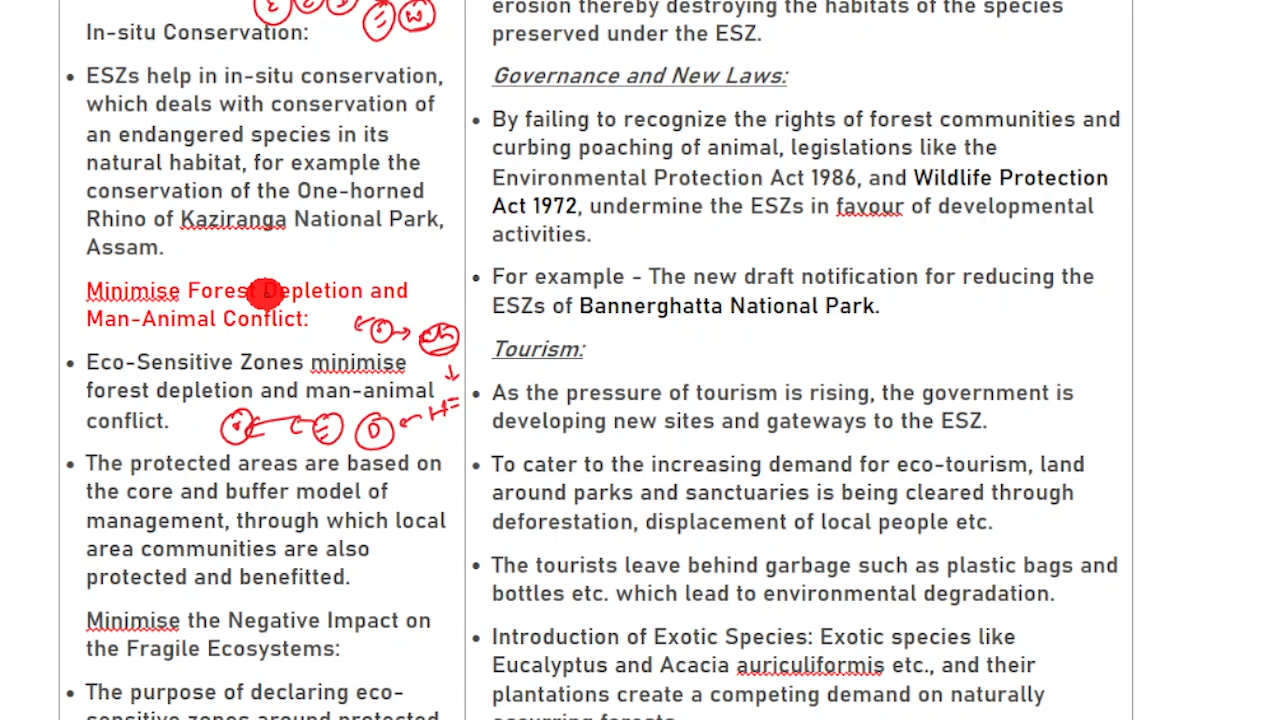 In-situ Conservation:
• ESZs help in in-situ conservation,
which deals with conservation of
an endangered species in its
natural habitat, for example the
conservation of the One-horned
Rhino of Kaziranga National Park,
Assam.
Minimise Forest Depletion and
Man-Animal Conflict:
• Eco-Sensitive Zones minimise
forest depletion and man-animal
conflict.
• The protected areas are based on
the core and buffer model of
management, through which local
area communities are also
protected and benefitted.
Minimise the Negative Impact on
the Fragile Ecosystems:
• The purpose of declaring eco-
sensitive zones around protected
erosion thereby destroying the habitats of the species
preserved under the ESZ.
Governance and New Laws:
• By failing to recognize the rights of forest communities and
curbing poaching of animal, legislations like the
Environmental Protection Act 1986, and Wildlife Protection
Act 1972, undermine the ESZs in favour of developmental
activities.
• For example - The new draft notification for reducing the
ESZs of Bannerghatta National Park.
Tourism:
• As the pressure of tourism is rising, the government is
developing new sites and gateways to the ESZ.
• To cater to the increasing demand for eco-tourism, land
around parks and sanctuaries is being cleared through
deforestation, displacement of local people etc.
• The tourists leave behind garbage such as plastic bags and
bottles etc. which lead to environmental degradation.
• Introduction of Exotic Species: Exotic species like
Eucalyptus and Acacia auriculiformis etc., and their
plantations create a competing demand on naturally
occurring forests.